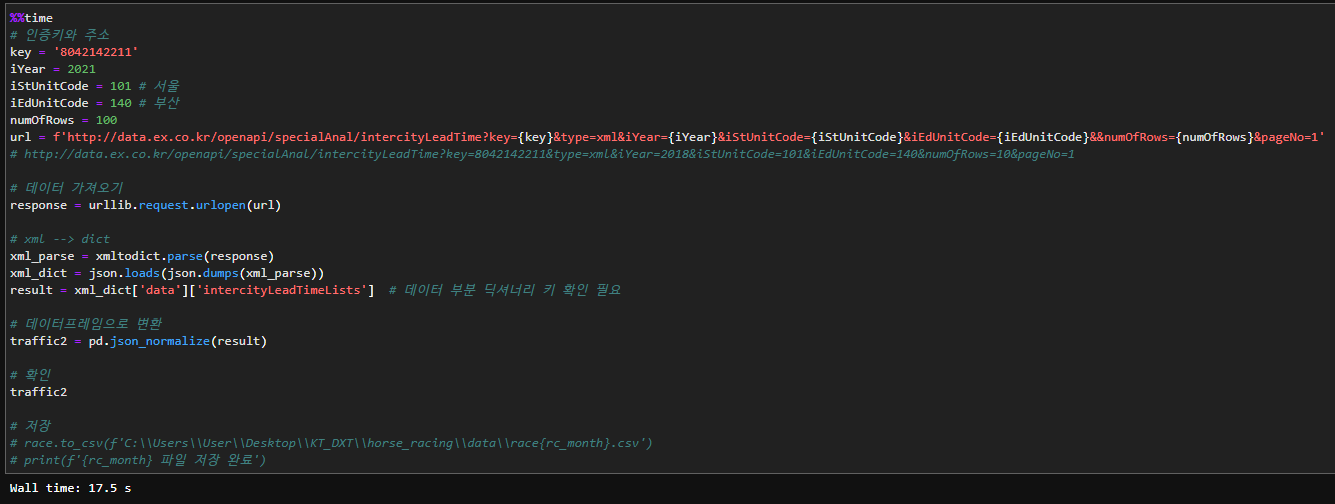 %%time
# 인증키와 주소
key = '8042142211'
iYear = 2021
iStUnitCode = 101 # 서울
iEdUnitCode = 140 # 부산
numOfRows = 100
url = f'http://data.ex.co.kr/openapi/specialAnal/intercityLeadTime?key={key}&type=xml&iYear={iYear}&iStUnitCode={iStUnitCode}&iEdUnitCode={iEdUnitCode}&&numOfRows={numOfRows}&pageNo=1'
# http://data.ex.co.kr/openapi/specialAnal/intercityLeadTime?key=8042142211&type=xml&iYear=2018&iStUnitCode=101&iEdUnitCode=140&numOfRows=10&pageNo=1
# 데이터 가져오기
response = urllib.request.urlopen(url)
# xml --> dict
xml_parse = xmltodict.parse(response)
xml_dict = json.loads(json.dumps(xml_parse))
result = xml_dict['data']['intercityLeadTimeLists']  # 데이터 부분 딕셔너리 키 확인 필요
# 데이터프레임으로 변환
traffic2 = pd.json_normalize(result)
# 확인
traffic2
# 저장
# race.to_csv(f'C:\\Users\\User\\Desktop\\KT_DXT\\horse_racing\\data\\race{rc_month}.csv')
# print(f'{rc_month} 파일 저장 완료')
Wall time: 17.5 s